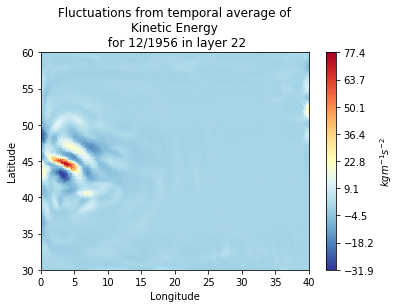 Fluctuations from temporal average of
Kinetic Energy
for 12/1956 in layer 22
60
55
50
45
40
35
30
Latitude
0 5 10 15 20 25 30 35 40
Longitude
77.4
63.7
50.1
36.4
22.8
9.1
−4.5
−18.2
−31.9
kgm⁻¹s⁻²